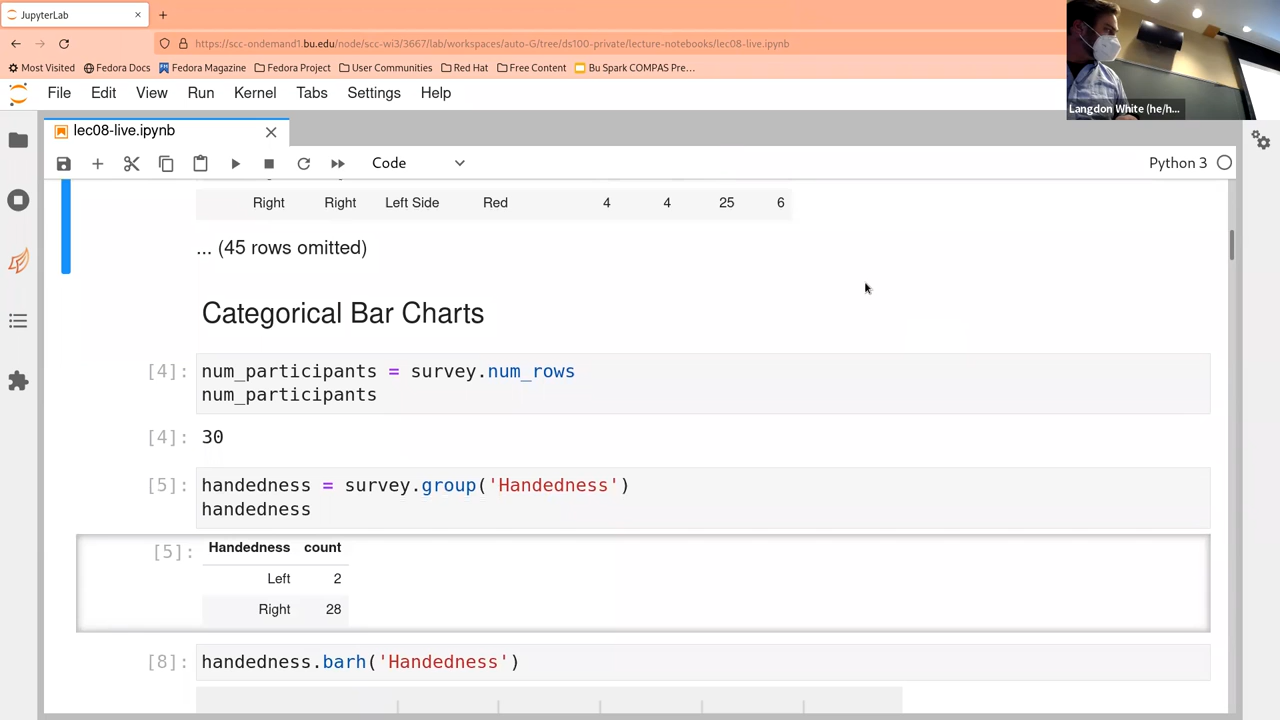 JupyterLab
https://scc-ondemand1.bu.edu/node/scc-wi3/3667/lab/workspaces/auto-G/tree/ds100-private/lecture-notebooks/lec08-live.ipynb
Most Visited Fedora Docs Fedora Magazine Fedora Project User Communities Red Hat Free Content Bu Spark COMPAS Pre…
Langdon White (he/h...
File Edit View Run Kernel Tabs Settings Help
lec08-live.ipynb
Code Python 3
Right Right Left Side Red 4 4 25 6
... (45 rows omitted)
Categorical Bar Charts
[4]: num_participants = survey.num_rows
num_participants
[4]: 30
[5]: handedness = survey.group('Handedness')
handedness
[5]: Handedness count
Left 2
Right 28
[8]: handedness.barh('Handedness')